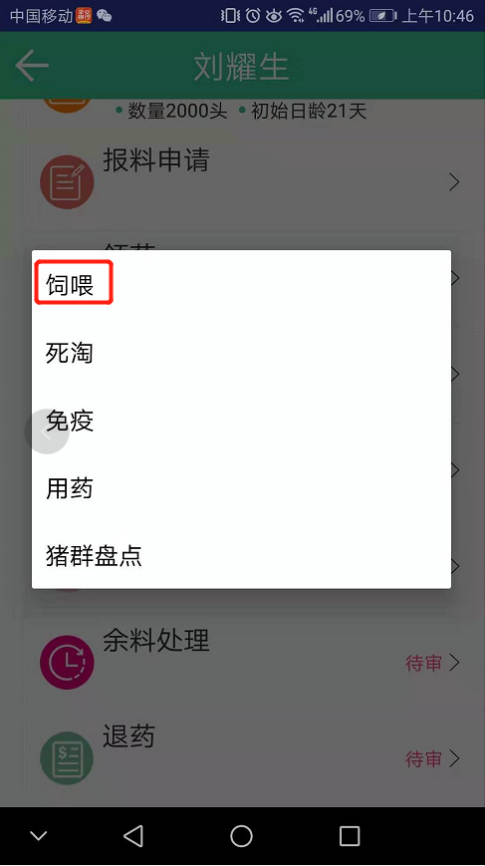 中国移动 4G 69% 上午10:46
刘耀生
•数量2000头 •初始日龄21天
报料申请
饲喂
死淘
免疫
用药
猪群盘点
余料处理 待审
退药 待审